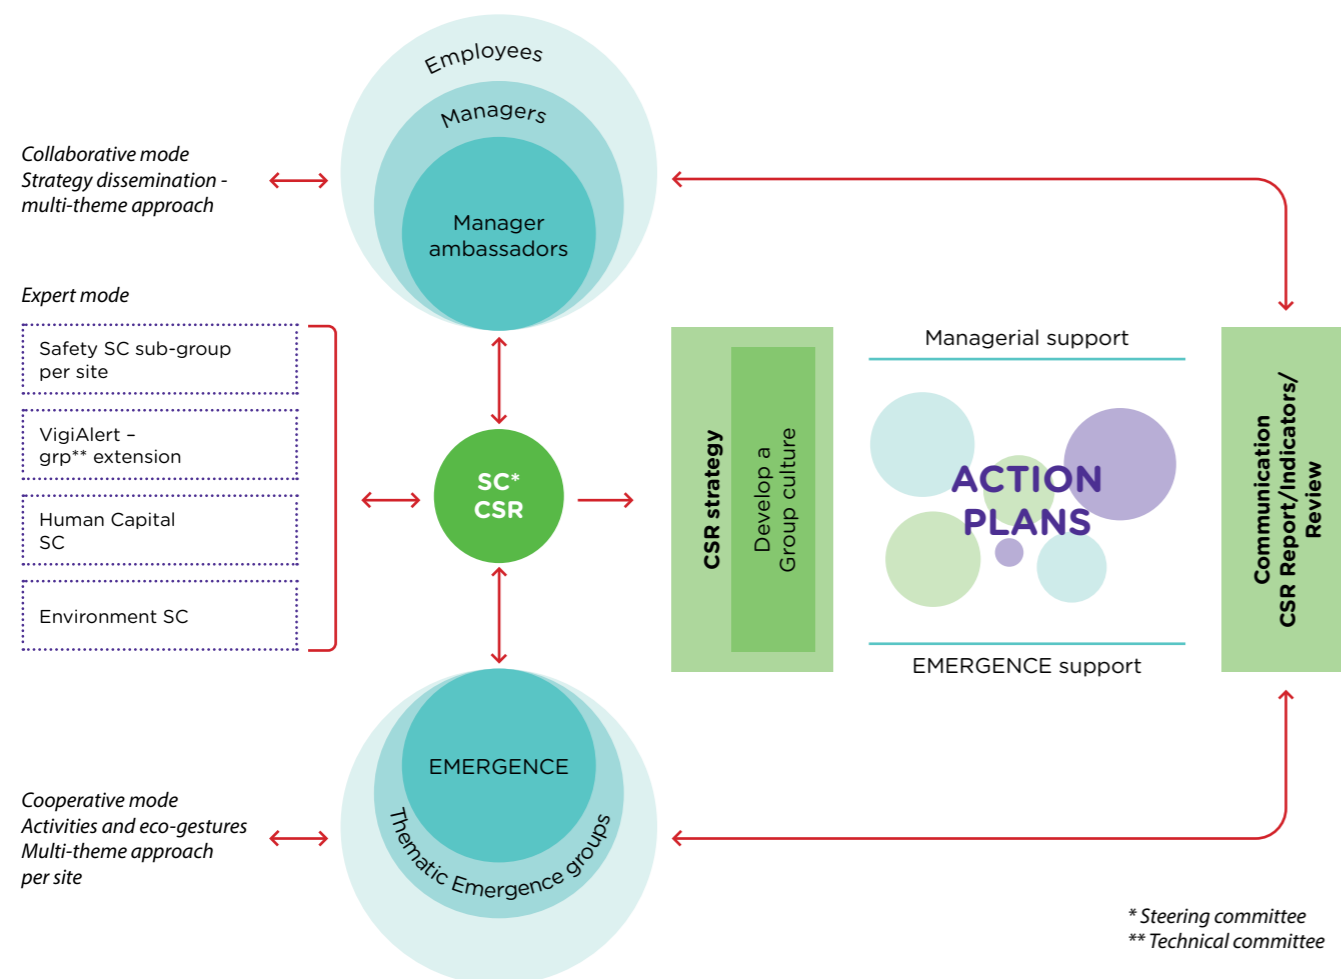 Employees
Managers
Manager
ambassadors
Collaborative mode
Strategy dissemination -
multi-theme approach
Expert mode
Safety SC sub-group
per site
VigiAlert –
grp** extension
Human Capital
SC
Environment SC
SC*
CSR
CSR strategy
Develop a
Group culture
Managerial support
ACTION
PLANS
EMERGENCE support
Communication
CSR Report/Indicators/
Review
EMERGENCE
Thematic Emergence groups
Cooperative mode
Activities and eco-gestures
Multi-theme approach
per site
* Steering committee
** Technical committee